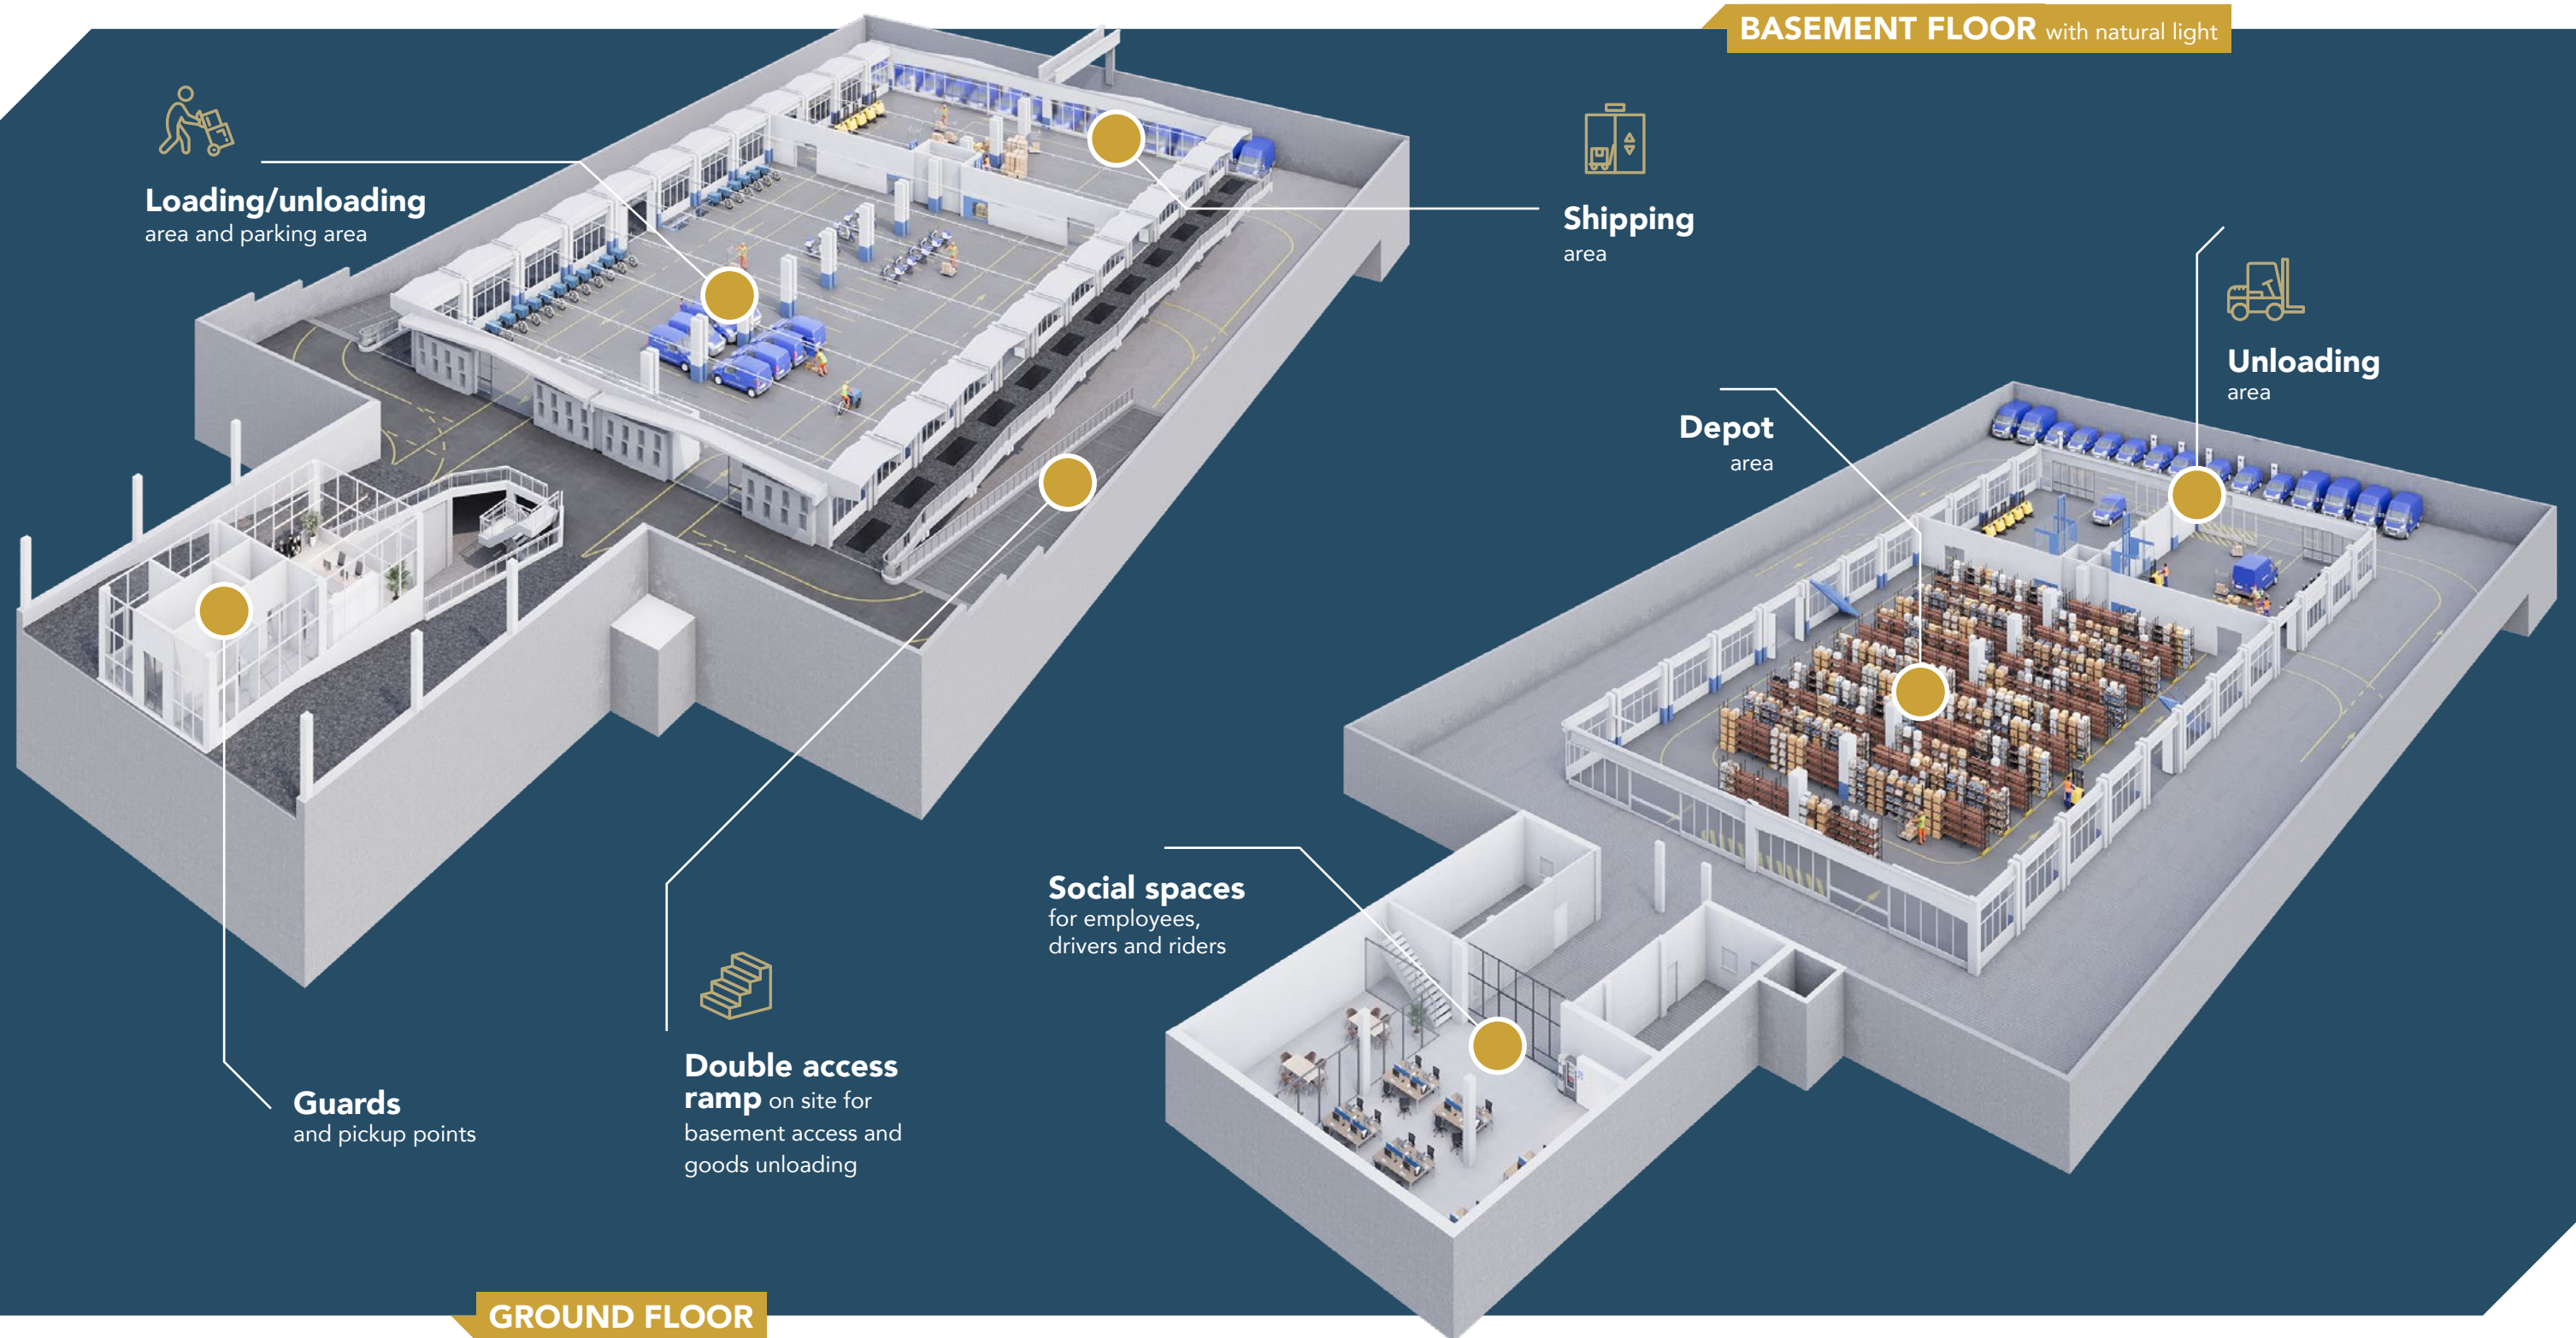 BASEMENT FLOOR with natural light
Loading/unloading
area and parking area
Shipping
area
Unloading
area
Depot
area
Social spaces
for employees,
drivers and riders
Double access
ramp on site for
basement access and
goods unloading
Guards
and pickup points
GROUND FLOOR